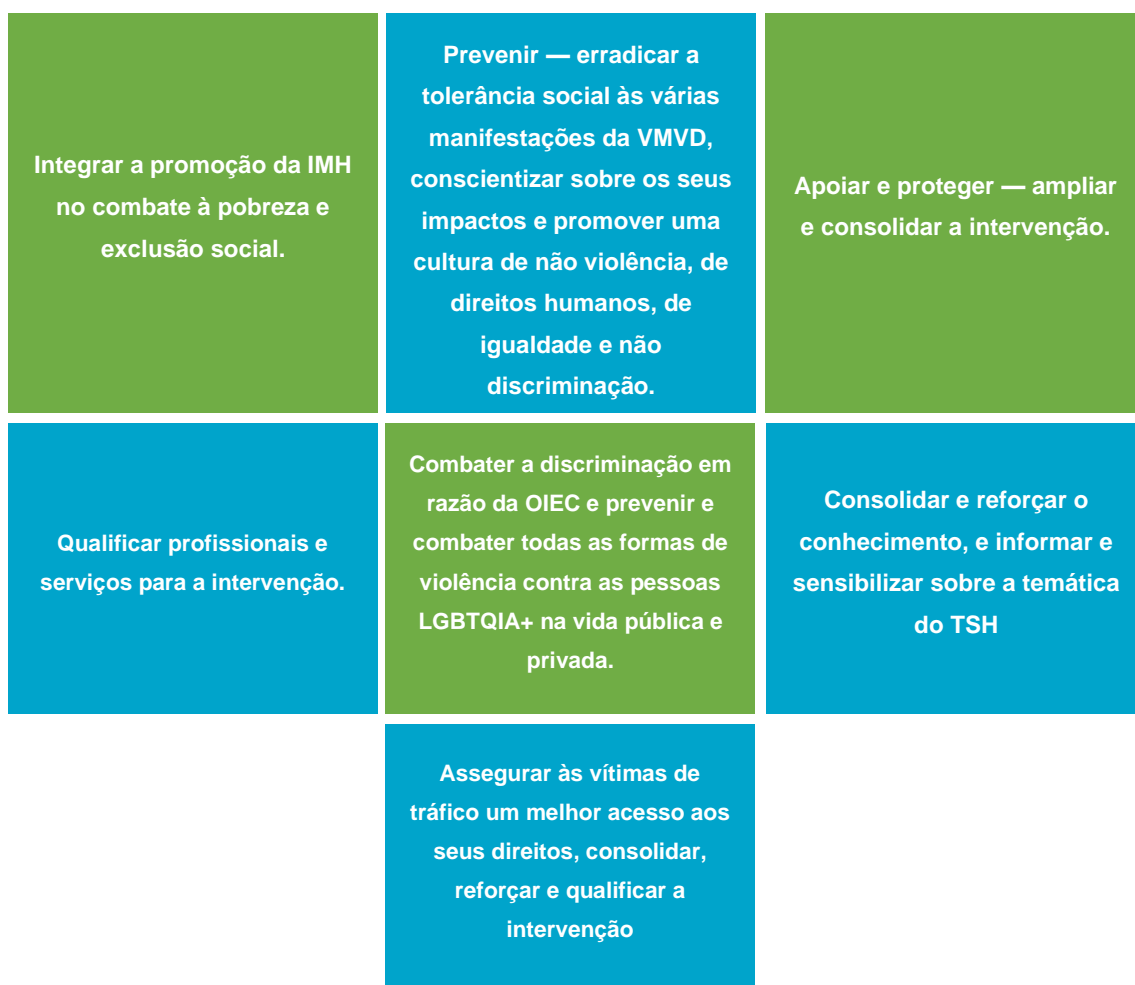 Integrar a promoção da IMH
no combate à pobreza e
exclusão social.
Prevenir — erradicar a
tolerância social às várias
manifestações da VMVD,
conscientizar sobre os seus
impactos e promover uma
cultura de não violência, de
direitos humanos, de
igualdade e não
discriminação.
Apoiar e proteger — ampliar
e consolidar a intervenção.
Qualificar profissionais e
serviços para a intervenção.
Combater a discriminação em
razão da OIEC e prevenir e
combater todas as formas de
violência contra as pessoas
LGBTQIA+ na vida pública e
privada.
Consolidar e reforçar o
conhecimento, e informar e
sensibilizar sobre a temática
do TSH
Assegurar às vítimas de
tráfico um melhor acesso aos
seus direitos, consolidar,
reforçar e qualificar a
intervenção